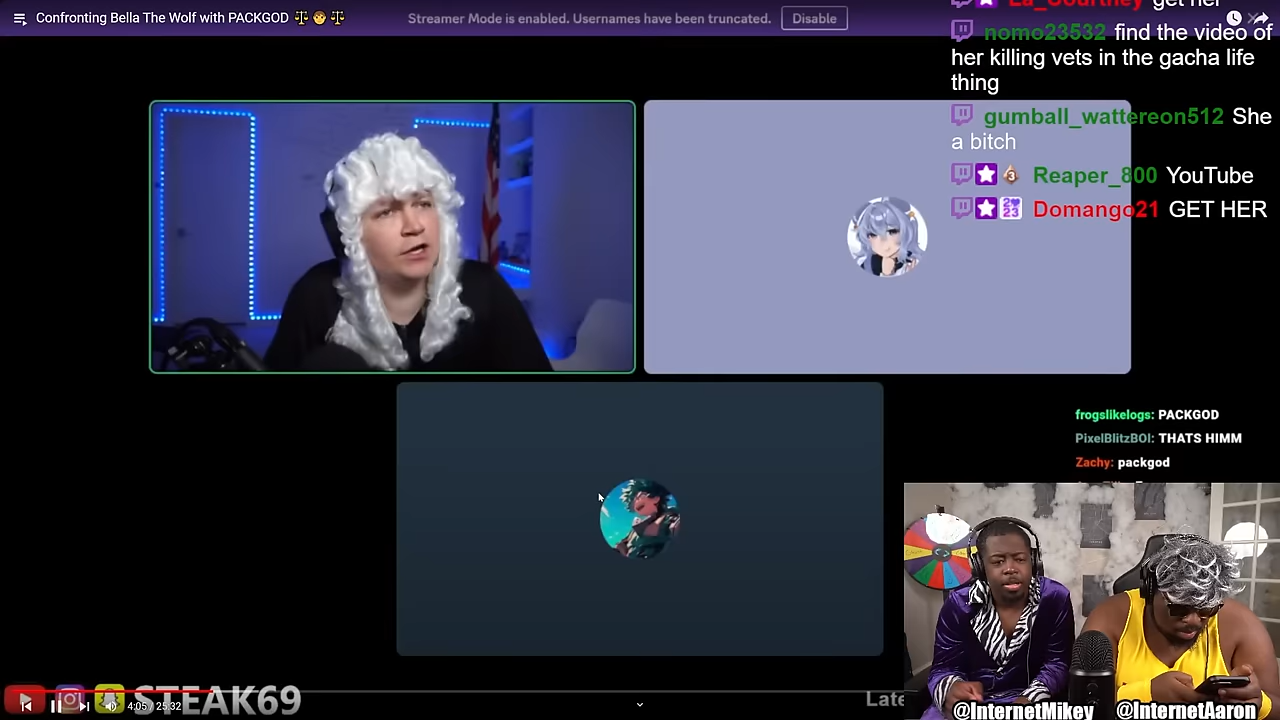 Confronting Bella The Wolf with PACKGOD ⚖️🧑‍⚖️⚖️
Streamer Mode is enabled. Usernames have been truncated.
Disable
get her
nomo23532 find the video of
her killing vets in the gacha life
thing
gumball_wattereon512 She
a bitch
3 Reaper_800 YouTube
Domango21 GET HER
frogslikelogs: PACKGOD
PixelBlitzBOI: THATS HIMM
Zachy: packgod
STEAK69
4:05 / 25:32
Late
@InternetMikey
@InternetAaron